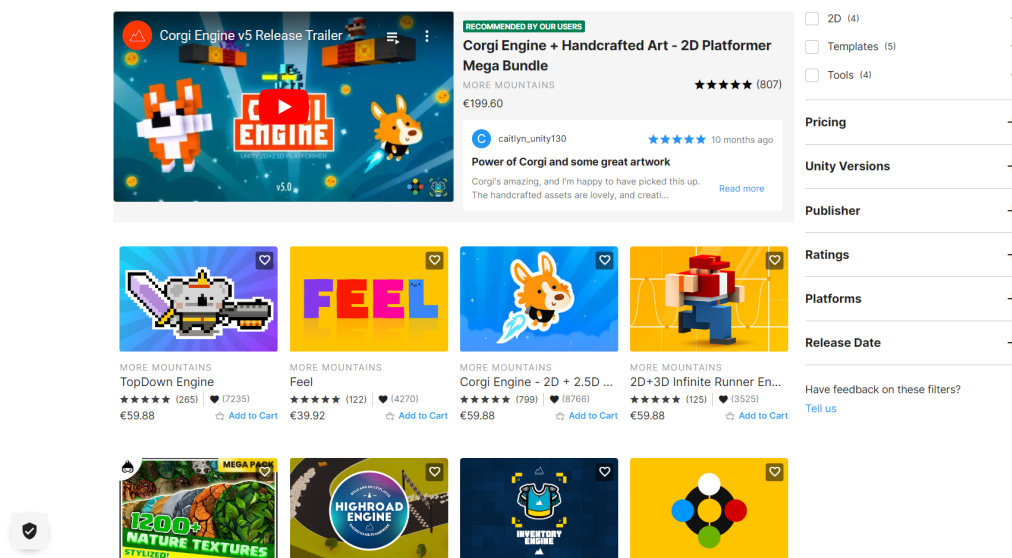 Corgi Engine v5 Release Trailer
CORGI
ENGINE
UNITY 2D+2.5D PLATFORMER
v5.0
RECOMMENDED BY OUR USERS
Corgi Engine + Handcrafted Art - 2D Platformer
Mega Bundle
MORE MOUNTAINS
(807)
€199.60
C
caitlyn_unity130
10 months ago
Power of Corgi and some great artwork
Corgi's amazing, and I'm happy to have picked this up.
The handcrafted assets are lovely, and creati...
Read more
2D (4)
Templates (5)
Tools (4)
Pricing
Unity Versions
Publisher
Ratings
Platforms
Release Date
Have feedback on these filters?
Tell us
FEEL
MORE MOUNTAINS
TopDown Engine
(265) (7235)
€59.88 Add to Cart
MORE MOUNTAINS
Feel
(122) (4270)
€39.92 Add to Cart
MORE MOUNTAINS
Corgi Engine - 2D + 2.5D ...
(799) (8766)
€59.88 Add to Cart
MORE MOUNTAINS
2D+3D Infinite Runner En...
(125) (3525)
€59.88 Add to Cart
MEGA PACK
1200+
NATURE TEXTURES
STYLIZED!
HIGHROAD
ENGINE
INVENTORY
ENGINE